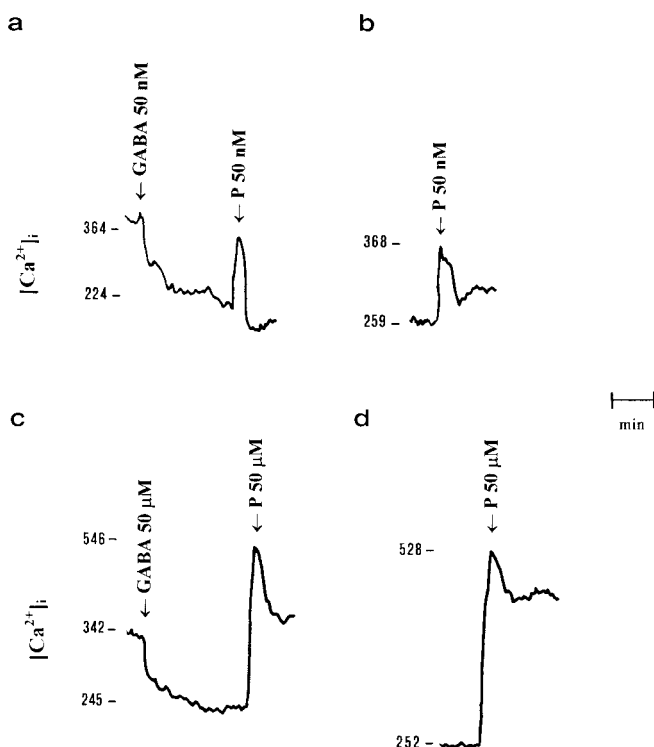 a
← GABA 50 nM
← P 50 nM
[Ca²⁺]i
364 –
224 –
b
← P 50 nM
368 –
259 –
min
c
← GABA 50 µM
← P 50 µM
[Ca²⁺]i
546 –
342 –
245 –
d
← P 50 µM
528 –
252 –